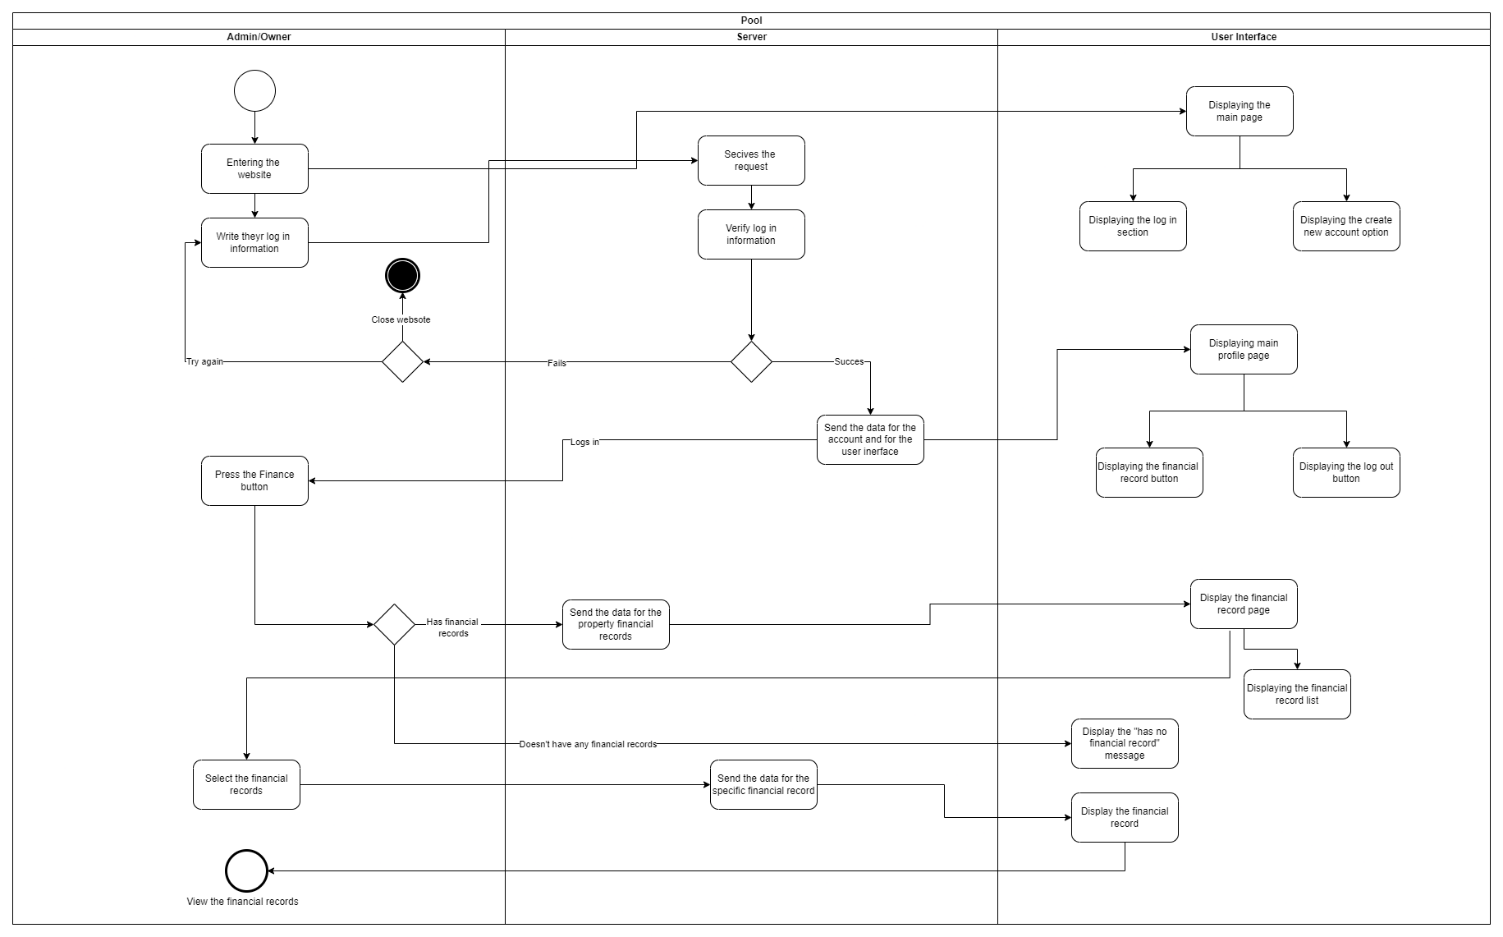 Pool
Admin/Owner
Server
User Interface
Displaying the
main page
Entering the
website
Secives the
request
Write theyr log in
information
Verify log in
information
Displaying the log in
section
Displaying the create
new account option
Close websote
Try again
Fails
Succes
Displaying main
profile page
Send the data for the
account and for the
user inerface
Logs in
Press the Finance
button
Displaying the financial
record button
Displaying the log out
button
Has financial
records
Send the data for the
property financial
records
Display the financial
record page
Displaying the financial
record list
Doesn't have any financial records
Display the "has no
financial record"
message
Select the financial
records
Send the data for the
specific financial record
Display the financial
record
View the financial records